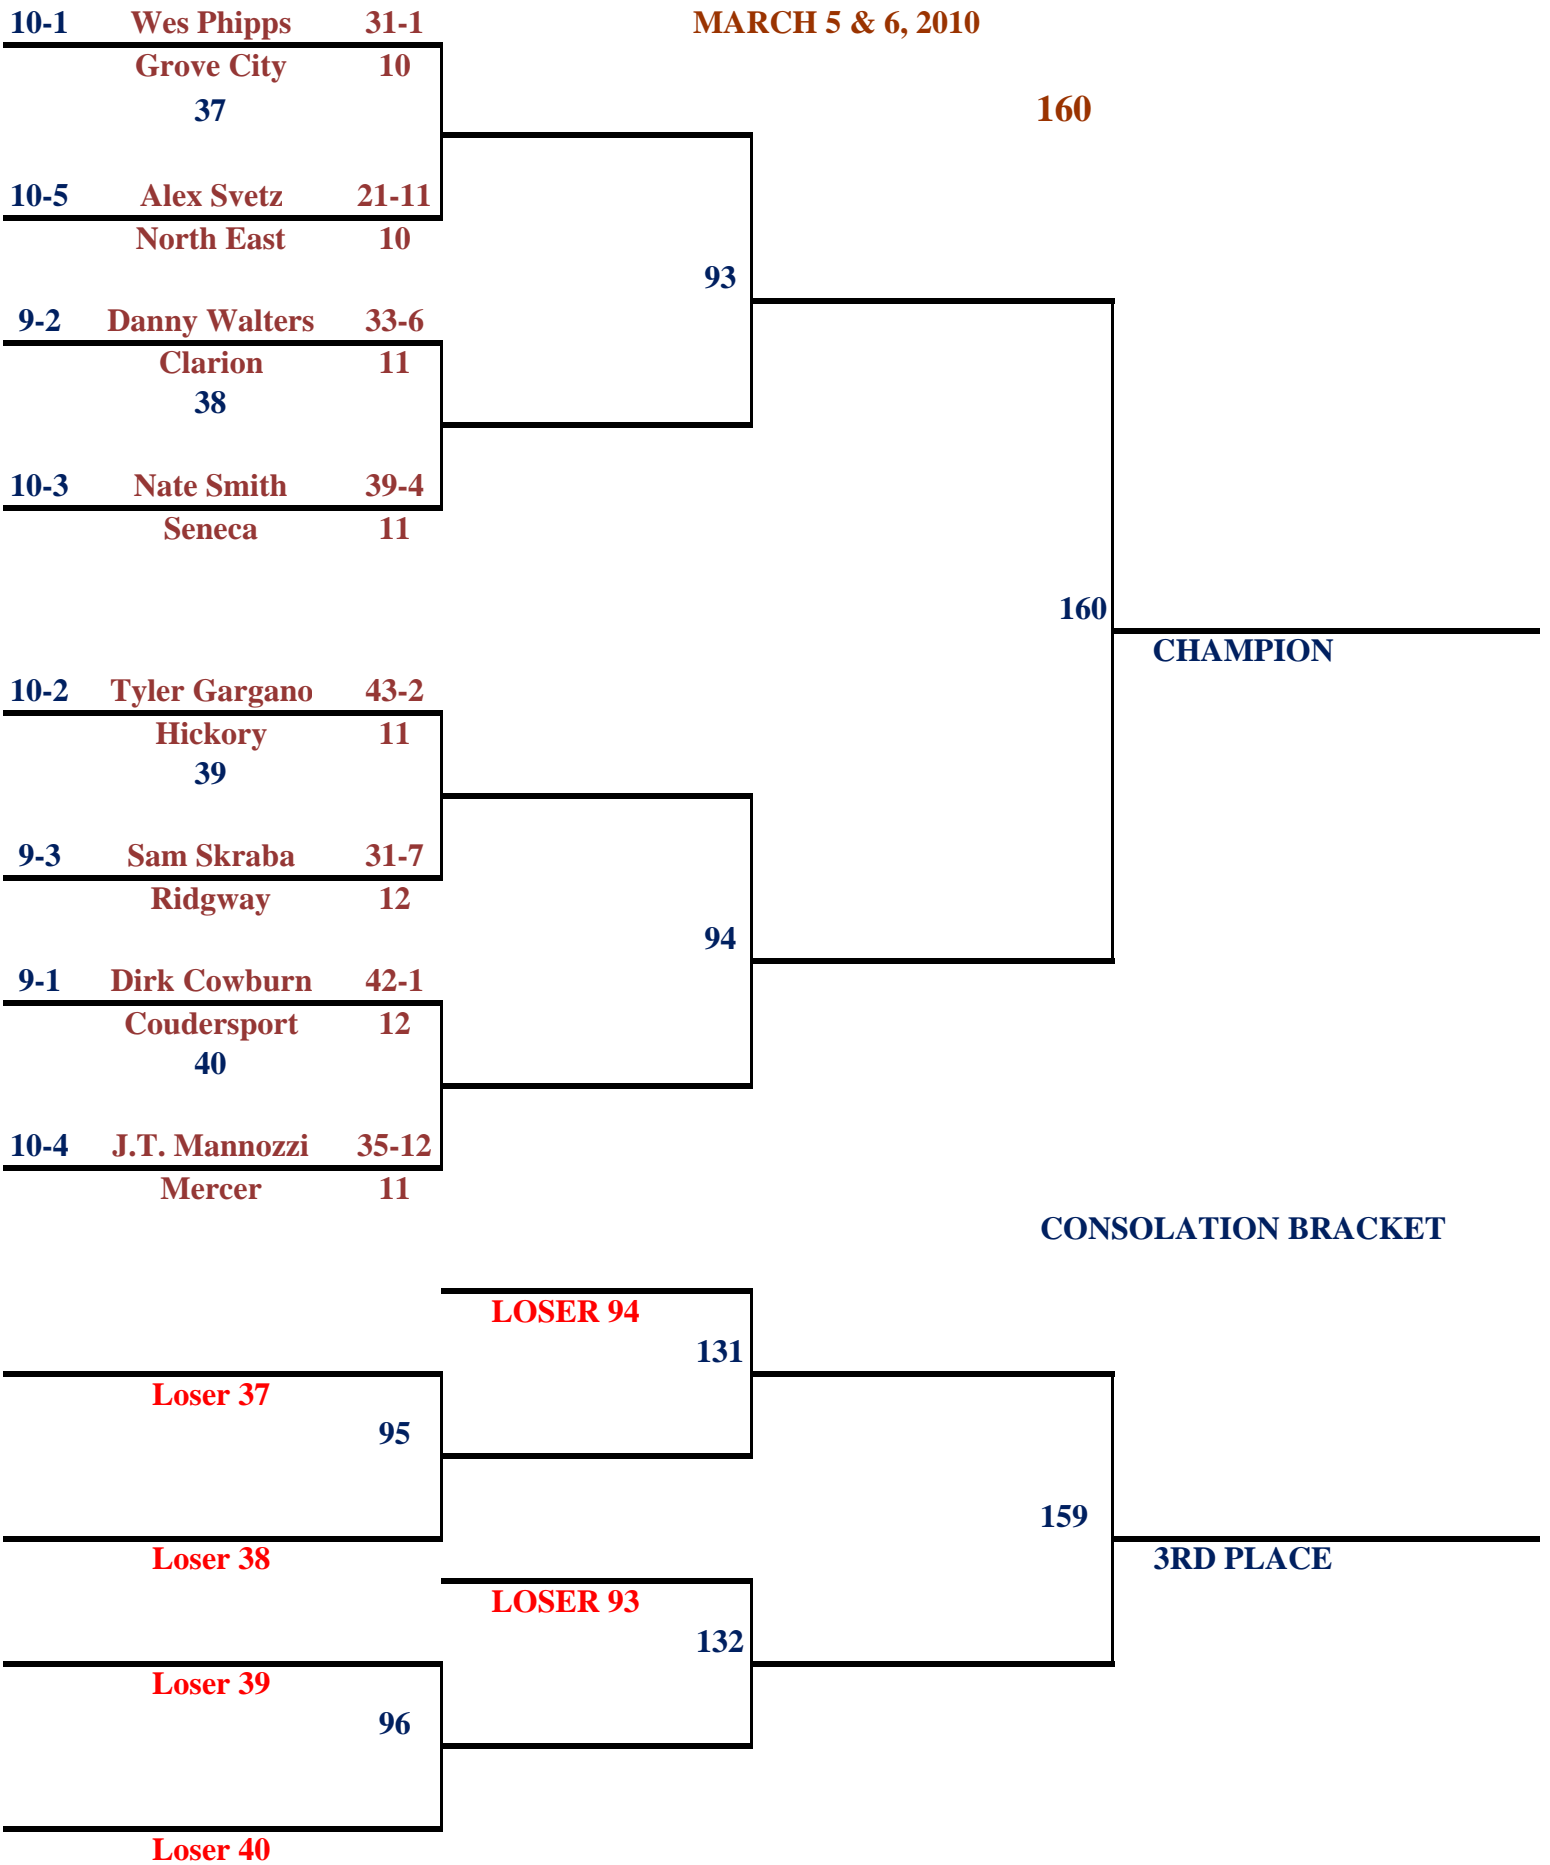 10-1 Wes Phipps 31-1 MARCH 5 & 6, 2010
Grove City 10
37 160
10-5 Alex Svetz 21-11
North East 10
93
9-2 Danny Walters 33-6
Clarion 11
38
10-3 Nate Smith 39-4
Seneca 11
160
CHAMPION
10-2 Tyler Gargano 43-2
Hickory 11
39
9-3 Sam Skraba 31-7
Ridgway 12
94
9-1 Dirk Cowburn 42-1
Coudersport 12
40
10-4 J.T. Mannozzi 35-12
Mercer 11
CONSOLATION BRACKET
LOSER 94
131
Loser 37
95
159
Loser 38 3RD PLACE
LOSER 93
132
Loser 39
96
Loser 40